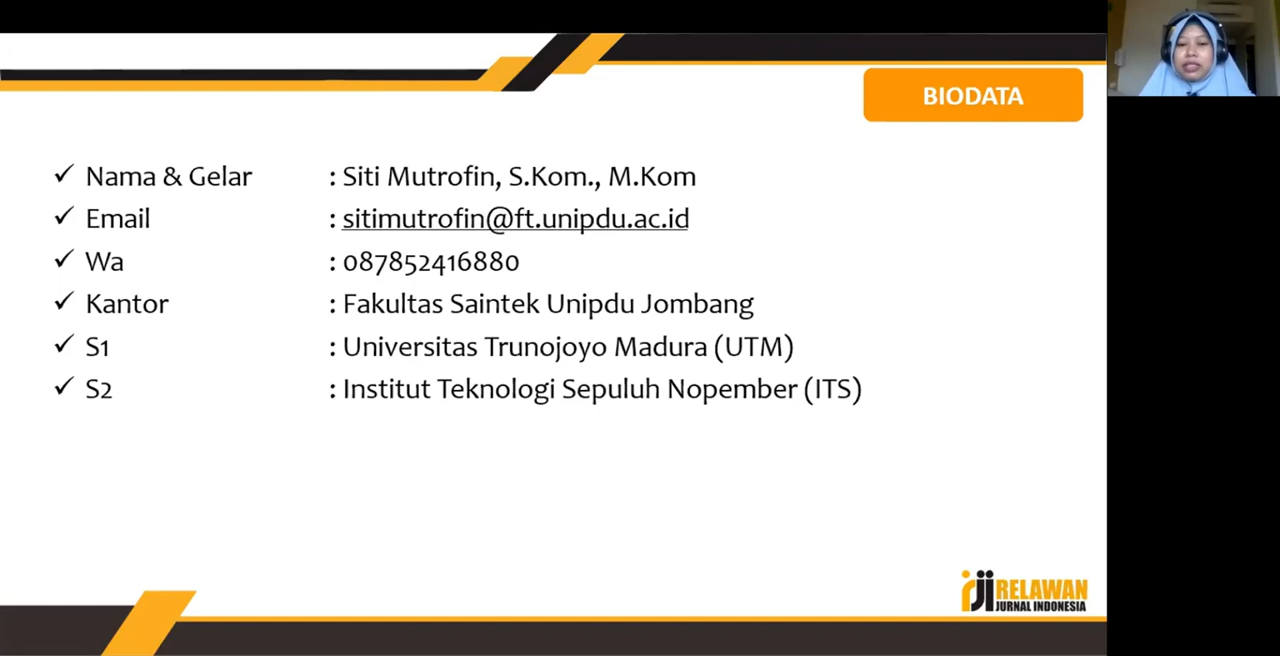 BIODATA
✓ Nama & Gelar : Siti Mutrofin, S.Kom., M.Kom
✓ Email : sitimutrofin@ft.unipdu.ac.id
✓ Wa : 087852416880
✓ Kantor : Fakultas Saintek Unipdu Jombang
✓ S1 : Universitas Trunojoyo Madura (UTM)
✓ S2 : Institut Teknologi Sepuluh Nopember (ITS)
rji RELAWAN
JURNAL INDONESIA